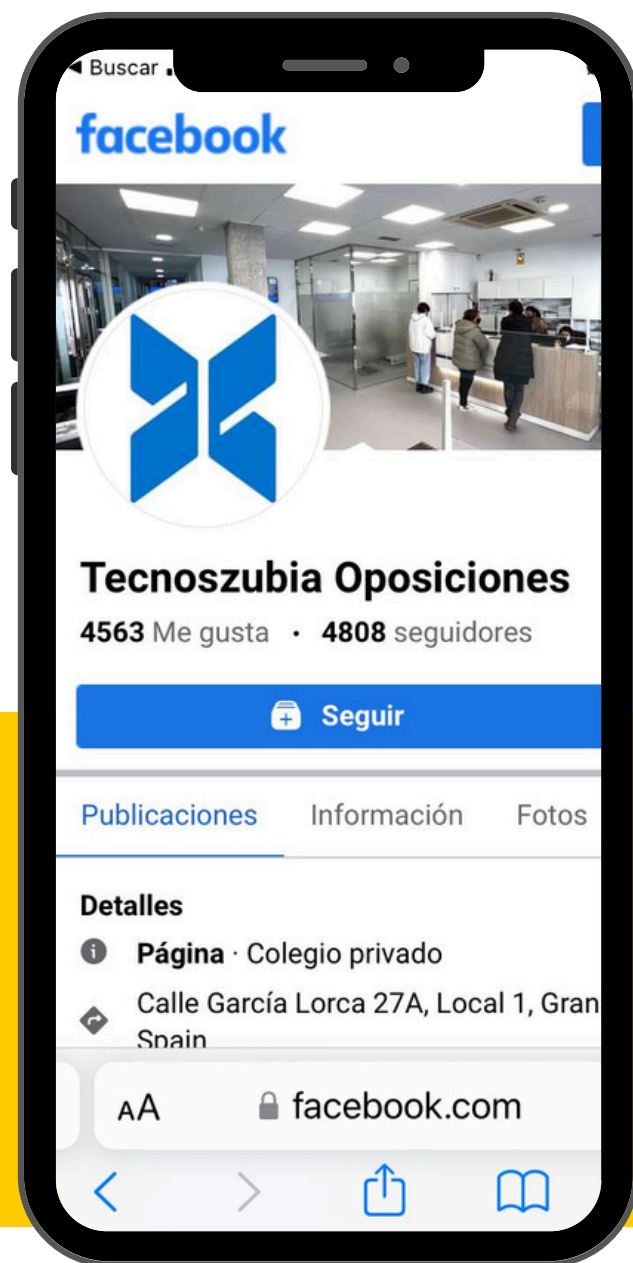 Buscar
facebook
Tecnoszubia Oposiciones
4563 Me gusta · 4808 seguidores
Seguir
Publicaciones Información Fotos
Detalles
Página · Colegio privado
Calle García Lorca 27A, Local 1, Gran
Spain
AA facebook.com